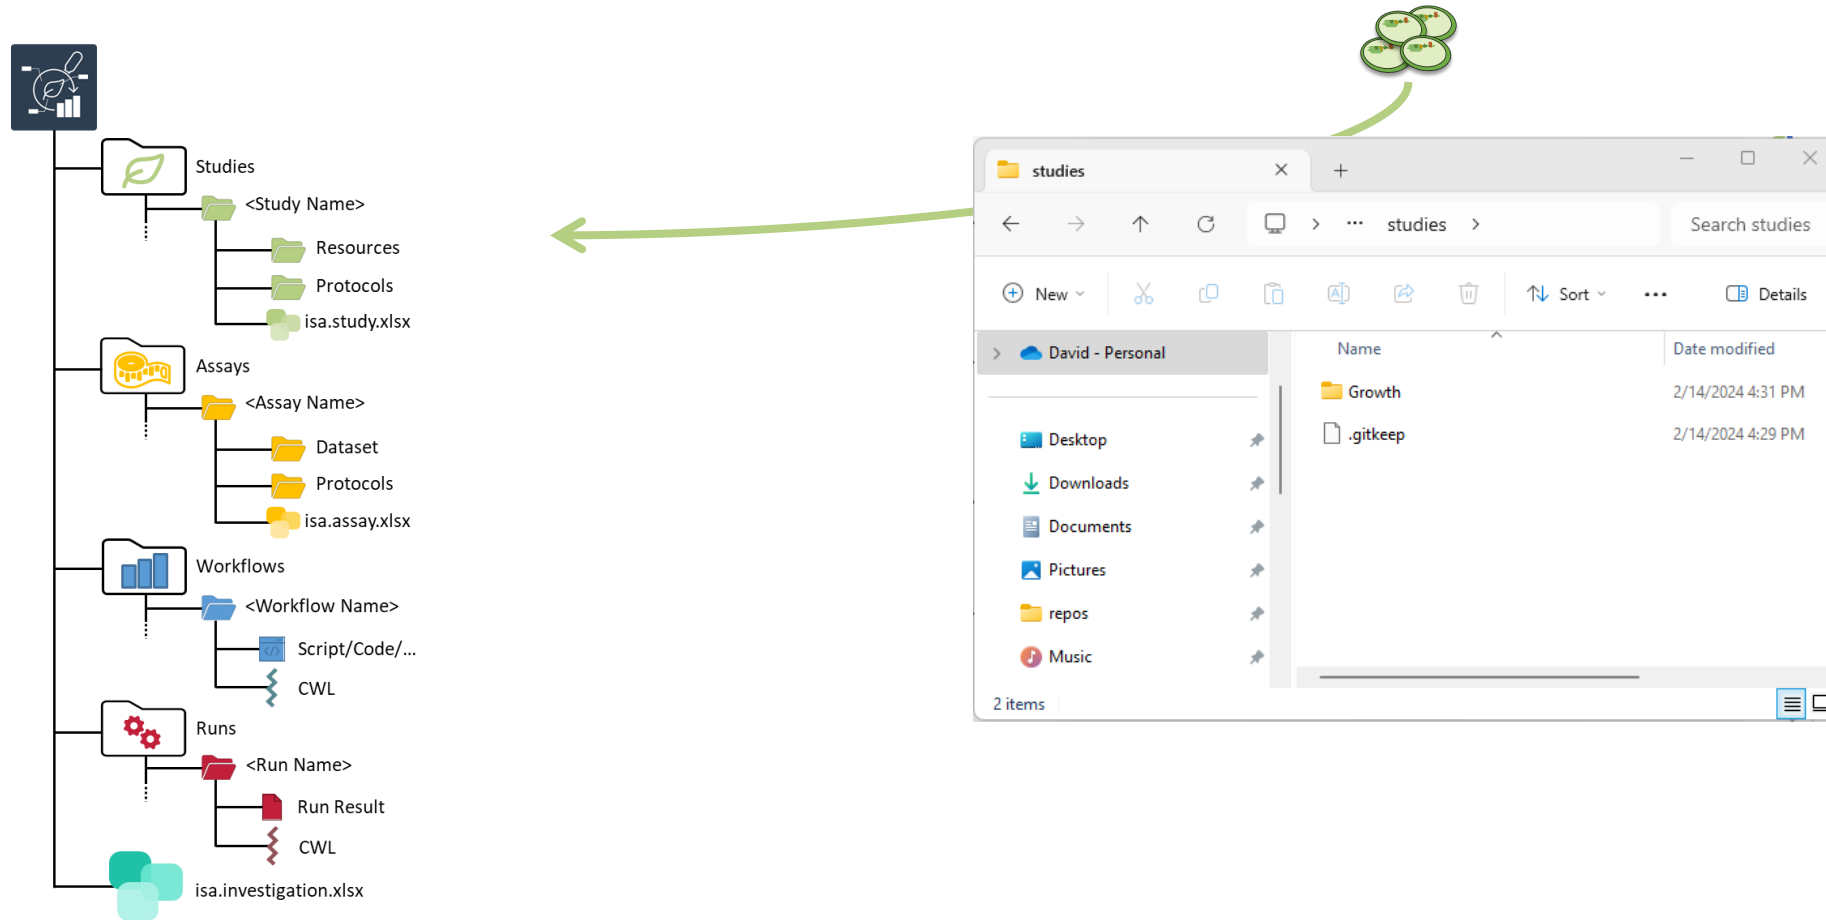 Studies
<Study Name>
Resources
Protocols
isa.study.xlsx
Assays
<Assay Name>
Dataset
Protocols
isa.assay.xlsx
Workflows
<Workflow Name>
</>
Script/Code/...
CWL
Runs
<Run Name>
Run Result
CWL
isa.investigation.xlsx
studies
studies
Search studies
New
Sort
Details
David - Personal
Name
Date modified
Growth
2/14/2024 4:31 PM
.gitkeep
2/14/2024 4:29 PM
Desktop
Downloads
Documents
Pictures
repos
Music
2 items